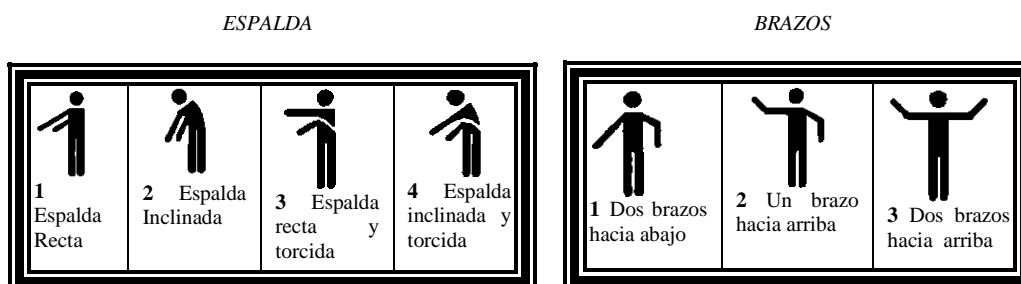 ESPALDA
BRAZOS
1
Espalda
Recta
2 Espalda
Inclinada
3 Espalda
recta y
torcida
4 Espalda
inclinada y
torcida
1 Dos brazos
hacia abajo
2 Un brazo
hacia arriba
3 Dos brazos
hacia arriba